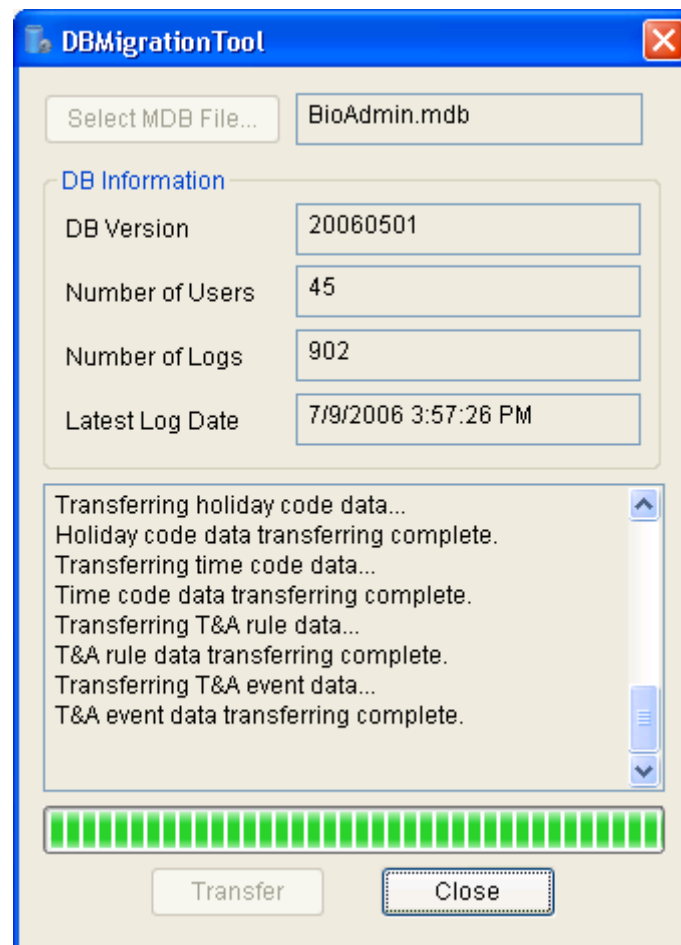 DBMigrationTool
Select MDB File... BioAdmin.mdb
DB Information
DB Version 20060501
Number of Users 45
Number of Logs 902
Latest Log Date 7/9/2006 3:57:26 PM
Transferring holiday code data...
Holiday code data transferring complete.
Transferring time code data...
Time code data transferring complete.
Transferring T&A rule data...
T&A rule data transferring complete.
Transferring T&A event data...
T&A event data transferring complete.
Transfer Close